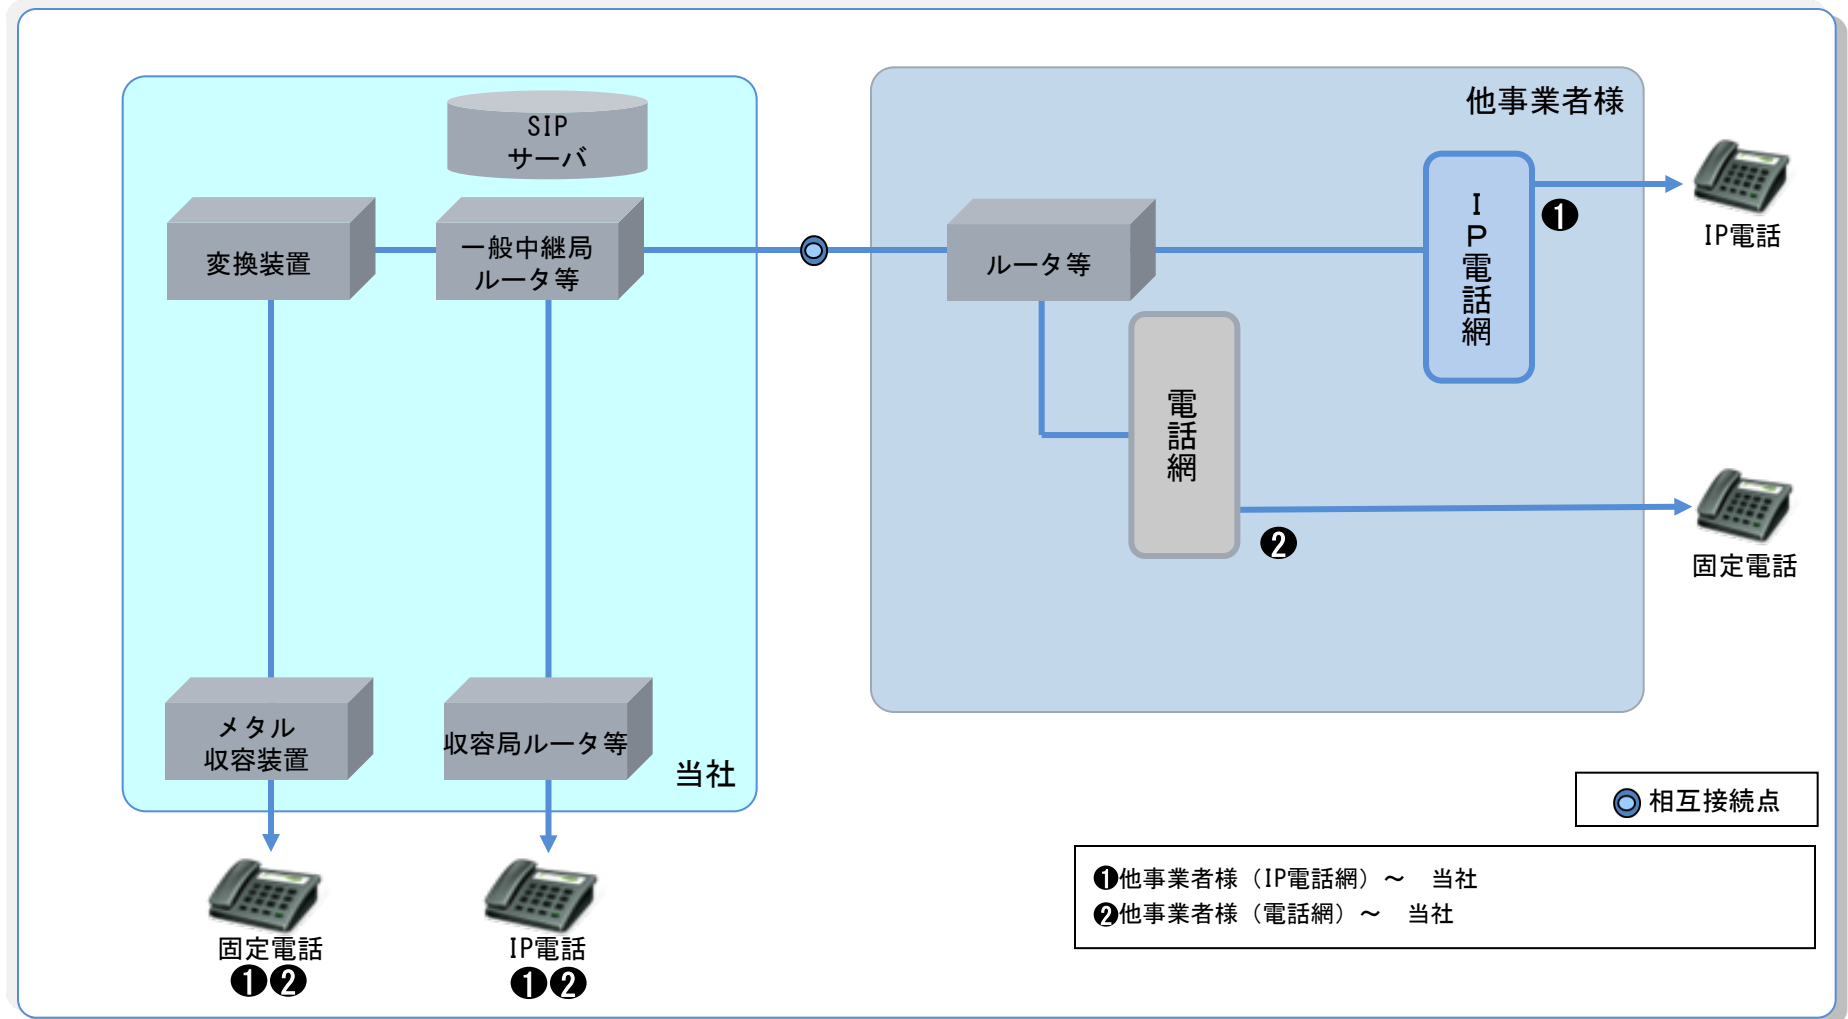 SIP
サーバ
変換装置
一般中継局
ルータ等
メタル
収容装置
収容局ルータ等
当社
固定電話
❶❷
IP電話
❶❷
他事業者様
ルータ等
IP電話網
❶
IP電話
電話網
❷
固定電話
相互接続点
❶他事業者様（IP電話網）～　当社
❷他事業者様（電話網）～　当社